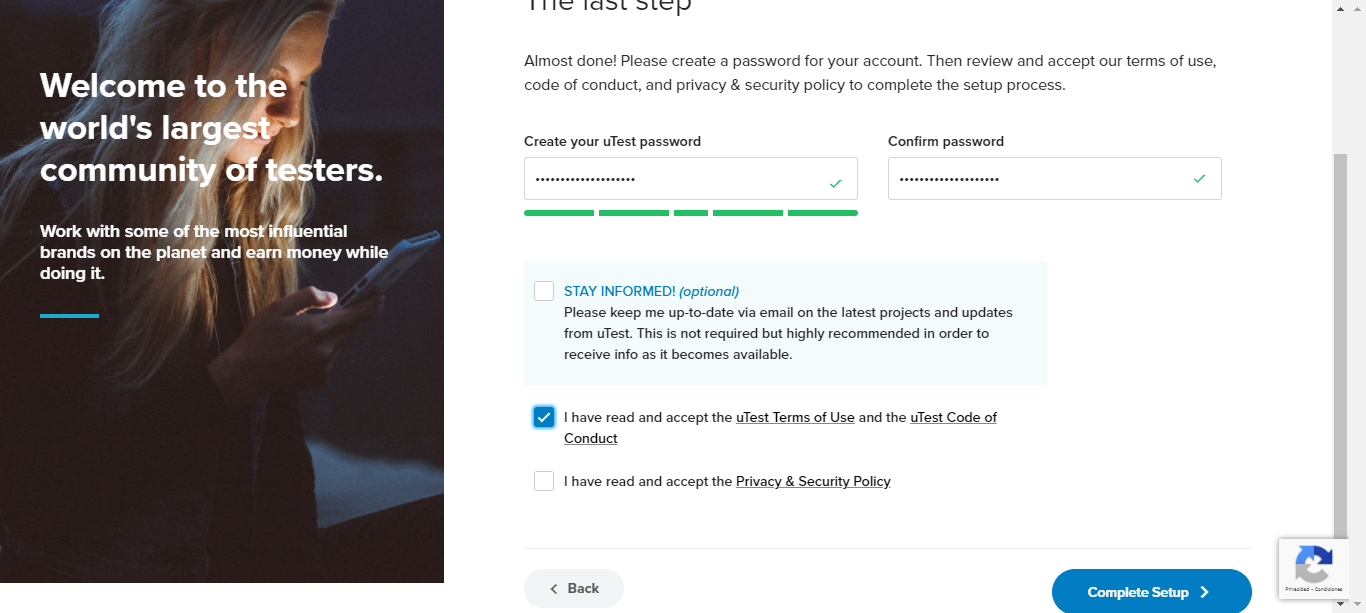 The last step
Welcome to the
world's largest
community of testers.
Work with some of the most influential
brands on the planet and earn money while
doing it.
Almost done! Please create a password for your account. Then review and accept our terms of use,
code of conduct, and privacy & security policy to complete the setup process.
Create your uTest password
Confirm password
••••••••••••••••••••
••••••••••••••••••••
STAY INFORMED! (optional)
Please keep me up-to-date via email on the latest projects and updates
from uTest. This is not required but highly recommended in order to
receive info as it becomes available.
I have read and accept the uTest Terms of Use and the uTest Code of
Conduct
I have read and accept the Privacy & Security Policy
Back
Complete Setup
Privacidad - Condiciones